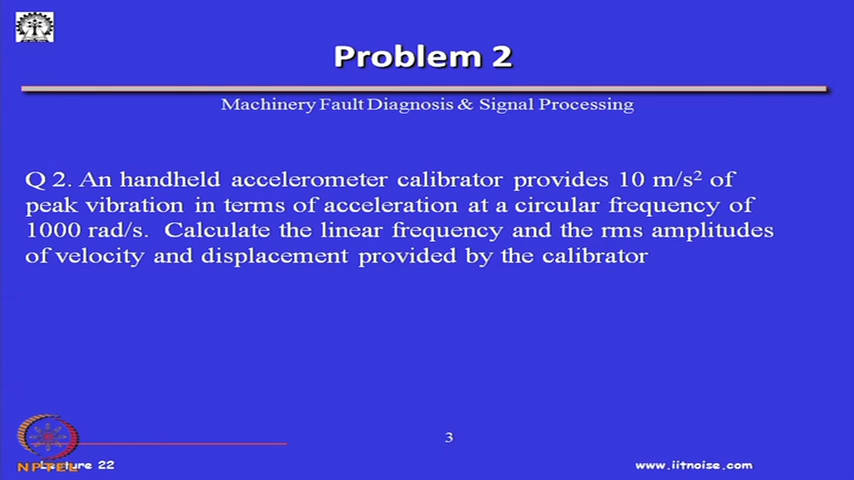 Problem 2
Machinery Fault Diagnosis & Signal Processing
Q 2. An handheld accelerometer calibrator provides 10 m/s² of
peak vibration in terms of acceleration at a circular frequency of
1000 rad/s. Calculate the linear frequency and the rms amplitudes
of velocity and displacement provided by the calibrator
3
NPTEL
Lecture 22
www.iitnoise.com